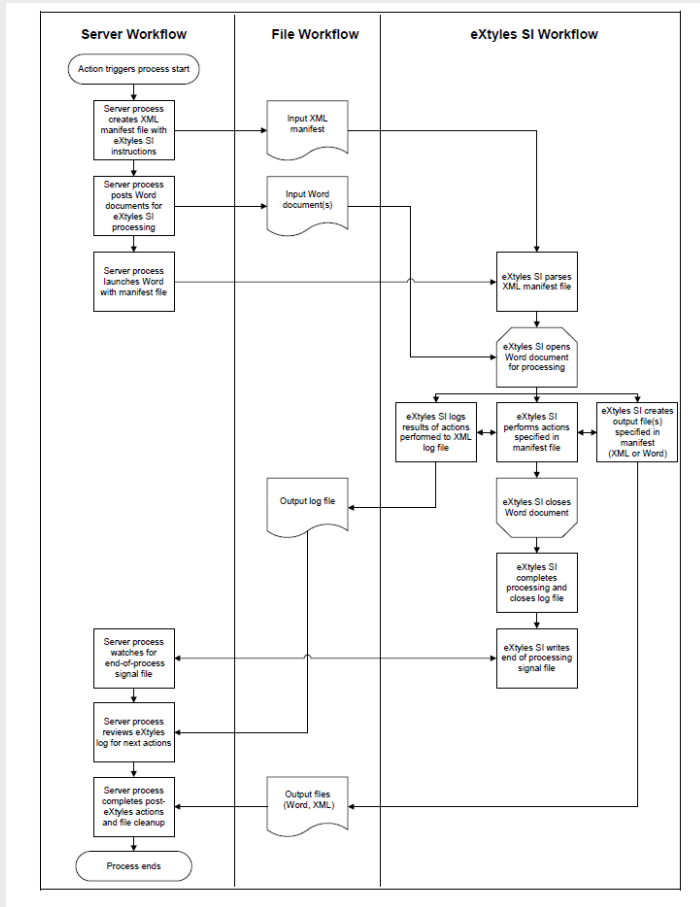 Server Workflow
File Workflow
eXtyles SI Workflow
Action triggers process start
Server process
creates XML
manifest file with
eXtyles SI
instructions
Input XML
manifest
Server process
posts Word
documents for
eXtyles SI
processing
Input Word
document(s)
Server process
launches Word
with manifest file
eXtyles SI parses
XML manifest file
eXtyles SI opens
Word document
for processing
eXtyles SI logs
results of actions
performed to XML
log file
eXtyles SI
performs actions
specified in
manifest file
eXtyles SI creates
output file(s)
specified in
manifest
(XML or Word)
Output log file
eXtyles SI closes
Word document
eXtyles SI
completes
processing and
closes log file
Server process
watches for
end-of-process
signal file
eXtyles SI writes
end of processing
signal file
Server process
reviews eXtyles
log for next actions
Server process
completes post-
eXtyles actions
and file cleanup
Output files
(Word, XML)
Process ends